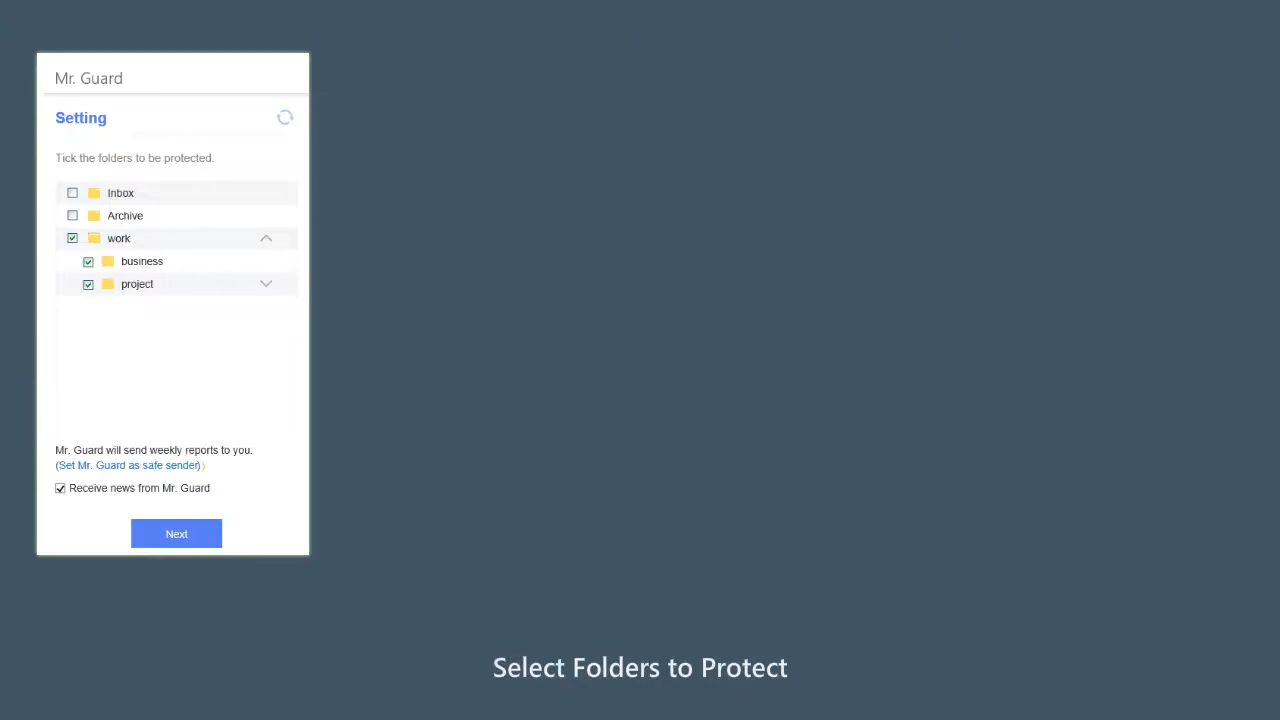 Mr. Guard
Setting
Tick the folders to be protected.
Inbox
Archive
work
business
project
Mr. Guard will send weekly reports to you.
(Set Mr. Guard as safe sender))
Receive news from Mr. Guard
Next
Select Folders to Protect